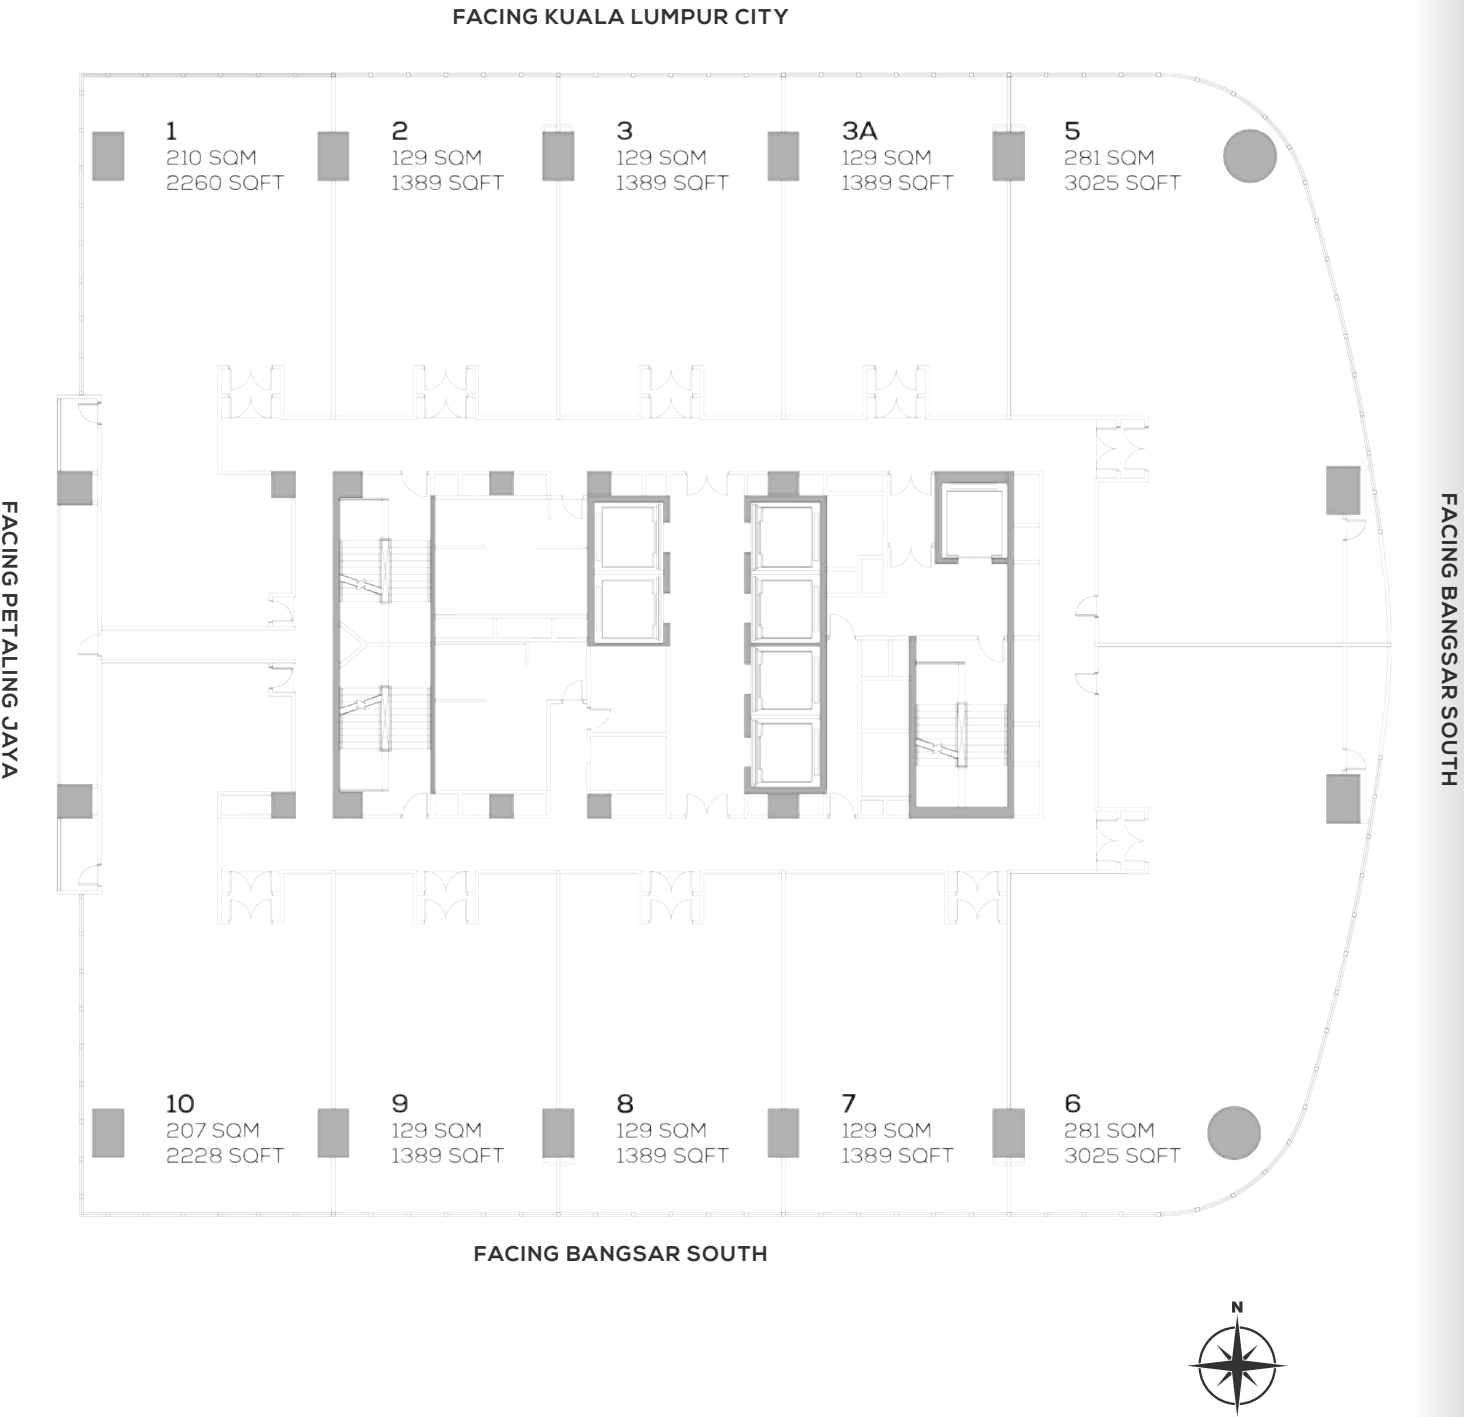 FACING KUALA LUMPUR CITY
1
210 SQM
2260 SQFT
2
129 SQM
1389 SQFT
3
129 SQM
1389 SQFT
3A
129 SQM
1389 SQFT
5
281 SQM
3025 SQFT
FACING PETALING JAYA
FACING BANGSAR SOUTH
10
207 SQM
2228 SQFT
9
129 SQM
1389 SQFT
8
129 SQM
1389 SQFT
7
129 SQM
1389 SQFT
6
281 SQM
3025 SQFT
FACING BANGSAR SOUTH
N